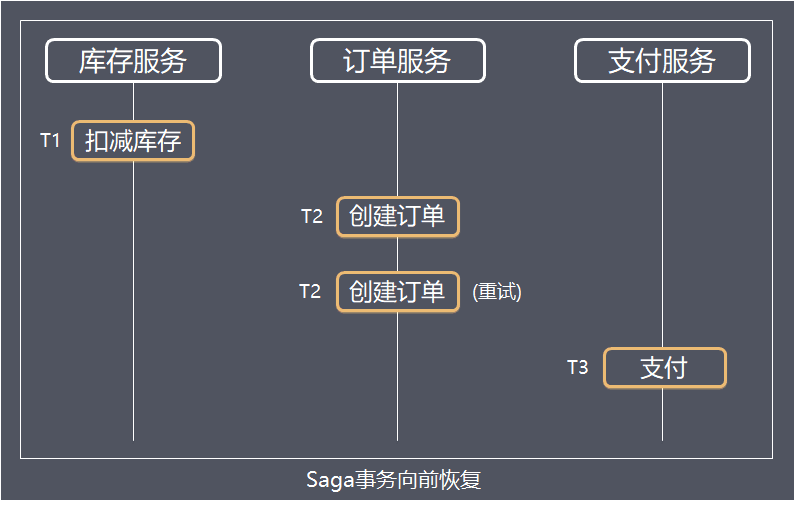 库存服务 订单服务 支付服务
T1 扣减库存
T2 创建订单
T2 创建订单 (重试)
T3 支付
Saga事务向前恢复